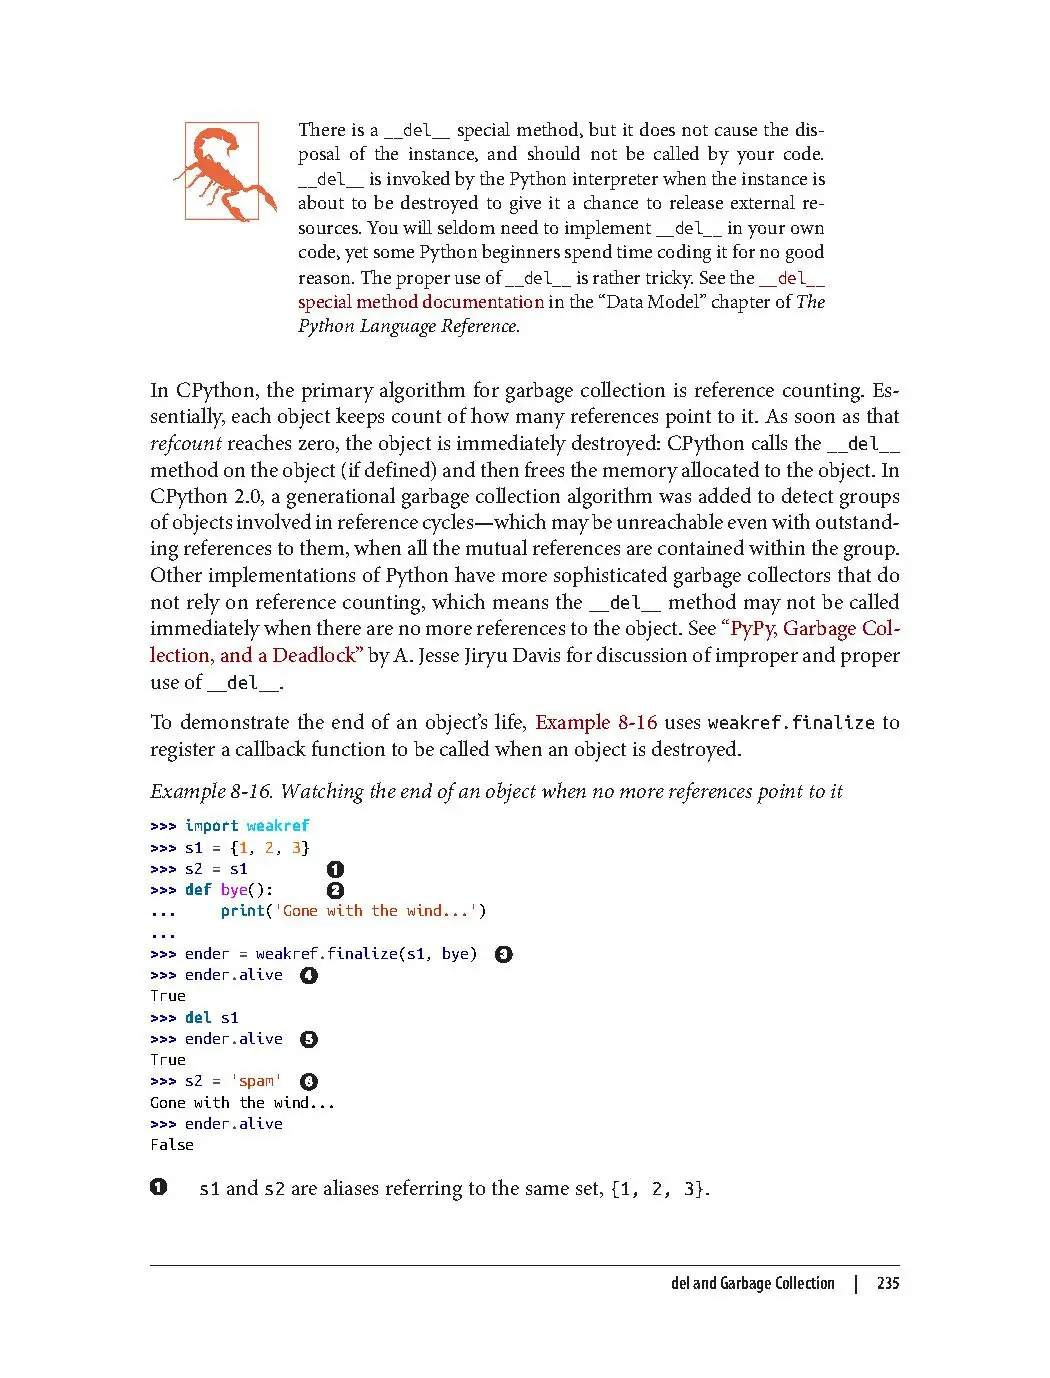 There is a __del__ special method, but it does not cause the dis-
posal of the instance, and should not be called by your code.
__del__ is invoked by the Python interpreter when the instance is
about to be destroyed to give it a chance to release external re-
sources. You will seldom need to implement __del__ in your own
code, yet some Python beginners spend time coding it for no good
reason. The proper use of __del__ is rather tricky. See the __del__
special method documentation in the “Data Model” chapter of The
Python Language Reference.
In CPython, the primary algorithm for garbage collection is reference counting. Es-
sentially, each object keeps count of how many references point to it. As soon as that
refcount reaches zero, the object is immediately destroyed: CPython calls the __del__
method on the object (if defined) and then frees the memory allocated to the object. In
CPython 2.0, a generational garbage collection algorithm was added to detect groups
of objects involved in reference cycles—which may be unreachable even with outstand-
ing references to them, when all the mutual references are contained within the group.
Other implementations of Python have more sophisticated garbage collectors that do
not rely on reference counting, which means the __del__ method may not be called
immediately when there are no more references to the object. See “PyPy, Garbage Col-
lection, and a Deadlock” by A. Jesse Jiryu Davis for discussion of improper and proper
use of __del__.
To demonstrate the end of an object’s life, Example 8-16 uses weakref.finalize to
register a callback function to be called when an object is destroyed.
Example 8-16. Watching the end of an object when no more references point to it
>>> import weakref
>>> s1 = {1, 2, 3}
>>> s2 = s1 ❶
>>> def bye(): ❷
... print('Gone with the wind...')
...
>>> ender = weakref.finalize(s1, bye) ❸
>>> ender.alive ❹
True
>>> del s1
>>> ender.alive ❺
True
>>> s2 = 'spam' ❻
Gone with the wind...
>>> ender.alive
False
❶ s1 and s2 are aliases referring to the same set, {1, 2, 3}.
del and Garbage Collection | 235